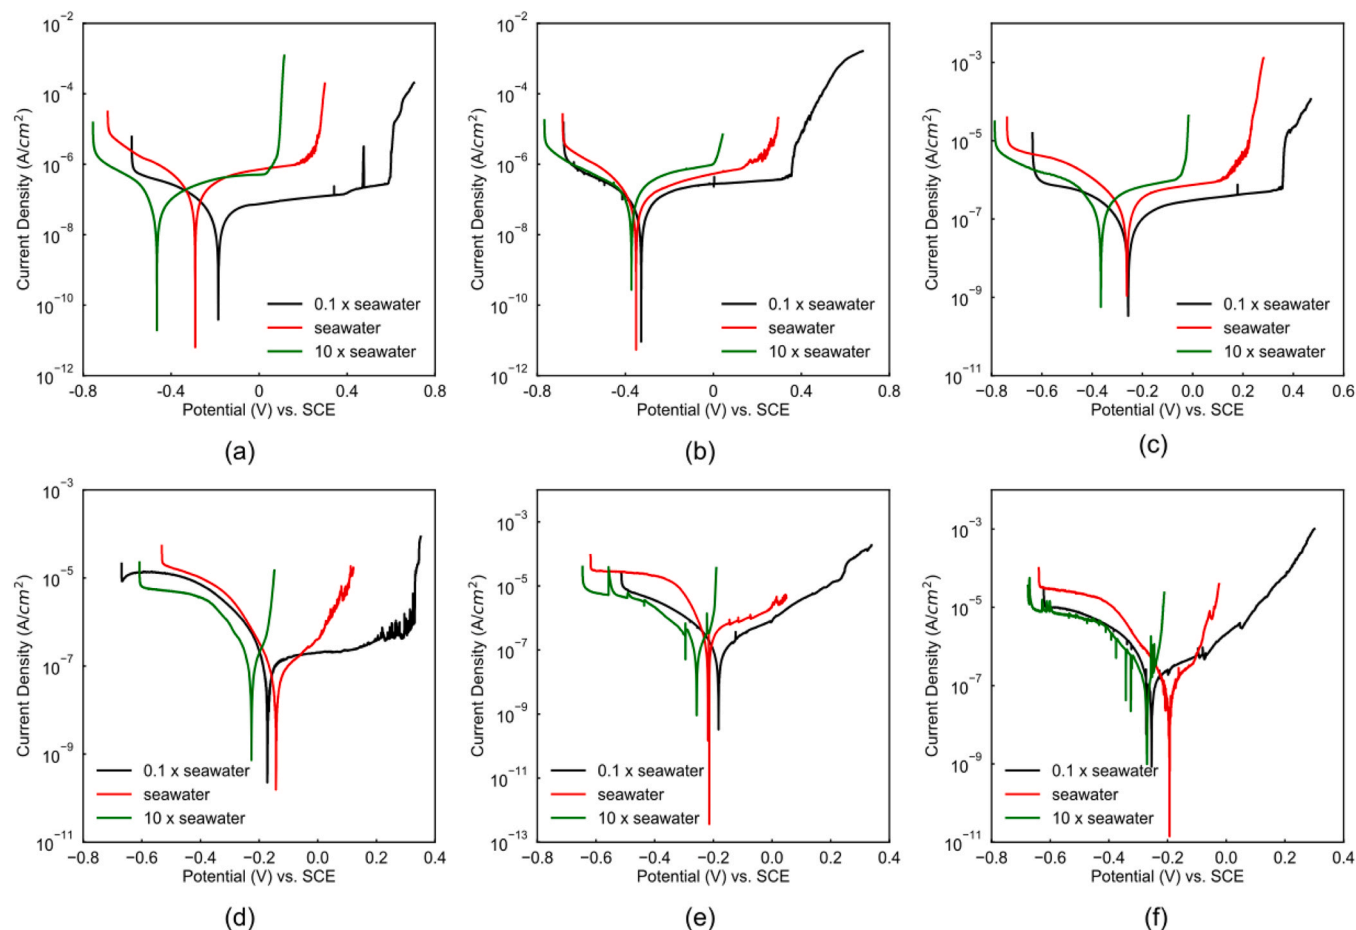 10⁻²
10⁻⁴
10⁻⁶
10⁻⁸
10⁻¹⁰
10⁻¹²
Current Density (A/cm²)
0.1 x seawater
seawater
10 x seawater
−0.8 −0.4 0 0.4 0.8
Potential (V) vs. SCE
(a)
10⁻²
10⁻⁴
10⁻⁶
10⁻⁸
10⁻¹⁰
10⁻¹²
Current Density (A/cm²)
0.1 x seawater
seawater
10 x seawater
−0.8 −0.4 0 0.4 0.8
Potential (V) vs. SCE
(b)
10⁻³
10⁻⁵
10⁻⁷
10⁻⁹
10⁻¹¹
Current Density (A/cm²)
0.1 x seawater
seawater
10 x seawater
−0.8 −0.6 −0.4 −0.2 0.0 0.2 0.4 0.6
Potential (V) vs. SCE
(c)
10⁻³
10⁻⁵
10⁻⁷
10⁻⁹
10⁻¹¹
Current Density (A/cm²)
0.1 x seawater
seawater
10 x seawater
−0.8 −0.6 −0.4 −0.2 0.0 0.2 0.4
Potential (V) vs. SCE
(d)
10⁻³
10⁻⁵
10⁻⁷
10⁻⁹
10⁻¹¹
10⁻¹³
Current Density (A/cm²)
0.1 x seawater
seawater
10 x seawater
−0.8 −0.6 −0.4 −0.2 0.0 0.2 0.4
Potential (V) vs. SCE
(e)
10⁻³
10⁻⁵
10⁻⁷
10⁻⁹
10⁻¹¹
Current Density (A/cm²)
0.1 x seawater
seawater
10 x seawater
−0.8 −0.6 −0.4 −0.2 0.0 0.2 0.4
Potential (V) vs. SCE
(f)